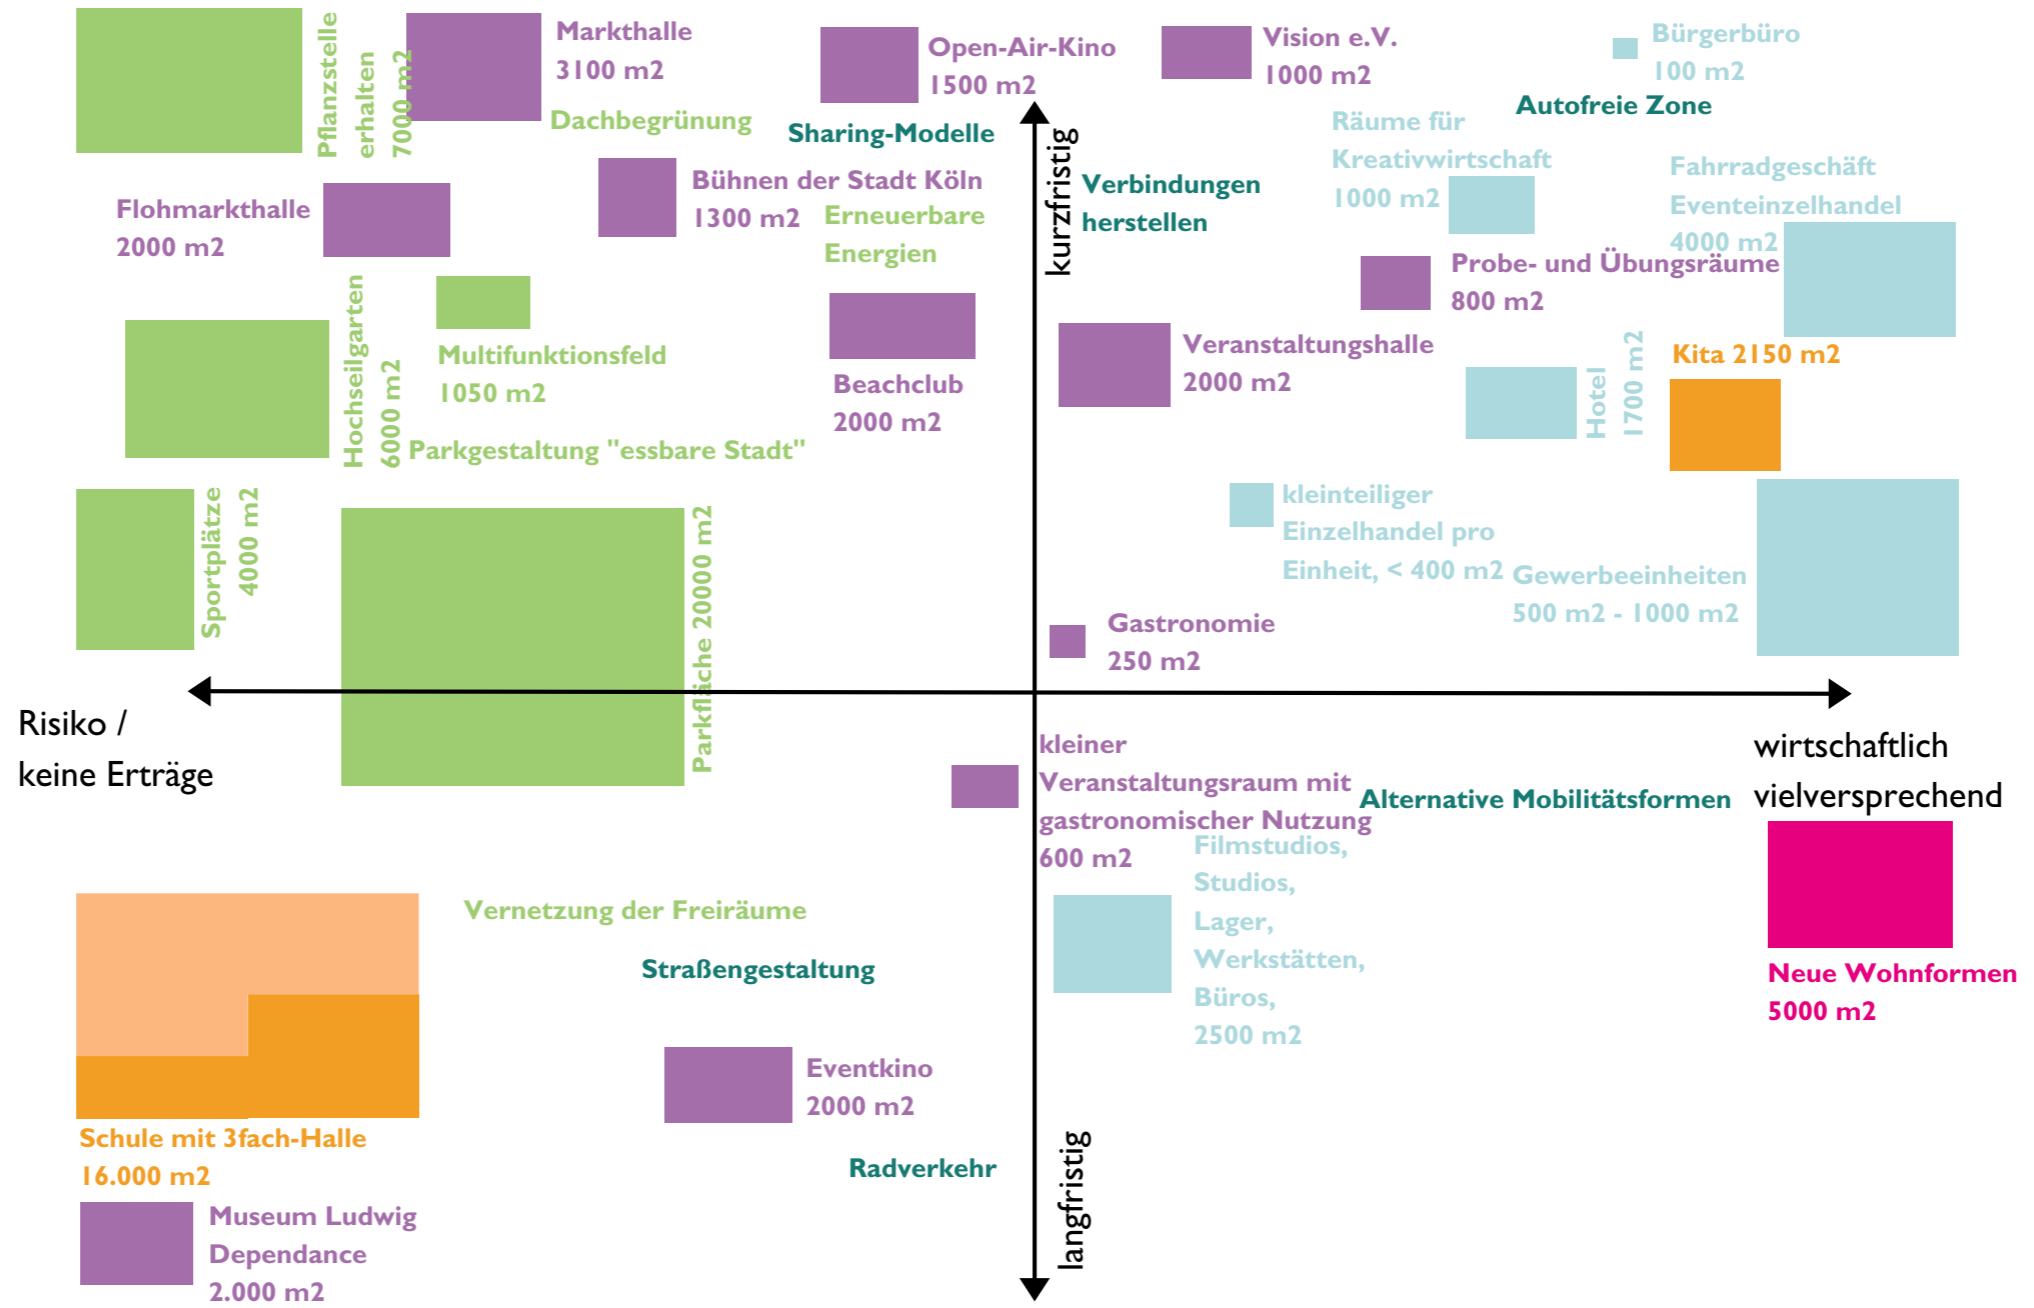 Pflanzstelle
erhalten
7000 m2
Markthalle
3100 m2
Dachbegrünung
Open-Air-Kino
1500 m2
Sharing-Modelle
Vision e.V.
1000 m2
Bürgerbüro
100 m2
Autofreie Zone
Räume für
Kreativwirtschaft
1000 m2
Fahrradgeschäft
Eventeinzelhandel
4000 m2
Flohmarkthalle
2000 m2
Bühnen der Stadt Köln
1300 m2
Erneuerbare
Energien
kurzfristig
Verbindungen
herstellen
Probe- und Übungsräume
800 m2
Hochseilgarten
6000 m2
Multifunktionsfeld
1050 m2
Beachclub
2000 m2
Veranstaltungshalle
2000 m2
Hotel
1700 m2
Kita 2150 m2
Parkgestaltung "essbare Stadt"
Sportplätze
4000 m2
Parkfläche 20000 m2
kleinteiliger
Einzelhandel pro
Einheit, < 400 m2
Gewerbeeinheiten
500 m2 - 1000 m2
Gastronomie
250 m2
Risiko /
keine Erträge
wirtschaftlich
vielversprechend
kleiner
Veranstaltungsraum mit
gastronomischer Nutzung
600 m2
Alternative Mobilitätsformen
Filmstudios,
Studios,
Lager,
Werkstätten,
Büros,
2500 m2
Neue Wohnformen
5000 m2
Vernetzung der Freiräume
Straßengestaltung
Eventkino
2000 m2
Schule mit 3fach-Halle
16.000 m2
Radverkehr
langfristig
Museum Ludwig
Dependance
2.000 m2